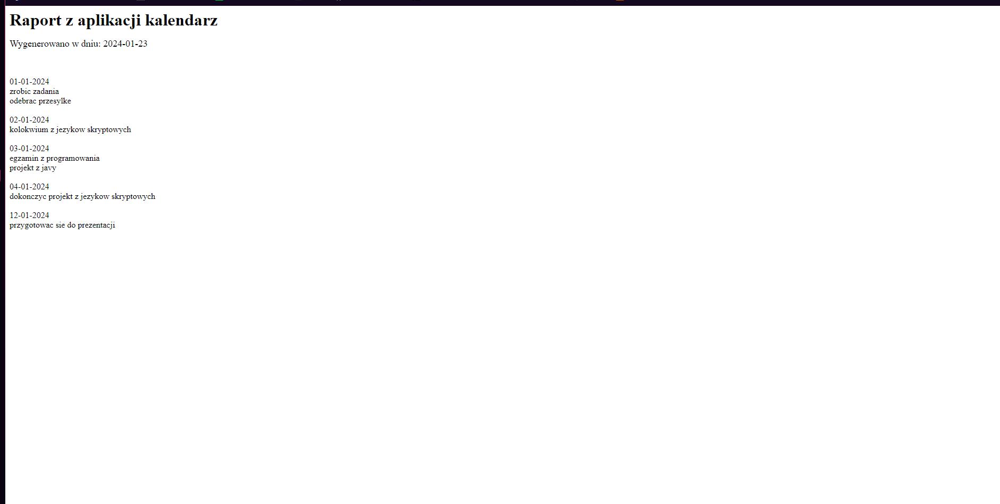 Raport z aplikacji kalendarz
Wygenerowano w dniu: 2024-01-23
01-01-2024
zrobic zadania
odebrac przesylke
02-01-2024
kolokwium z jezykow skryptowych
03-01-2024
egzamin z programowania
projekt z javy
04-01-2024
dokonczyc projekt z jezykow skryptowych
12-01-2024
przygotowac sie do prezentacji